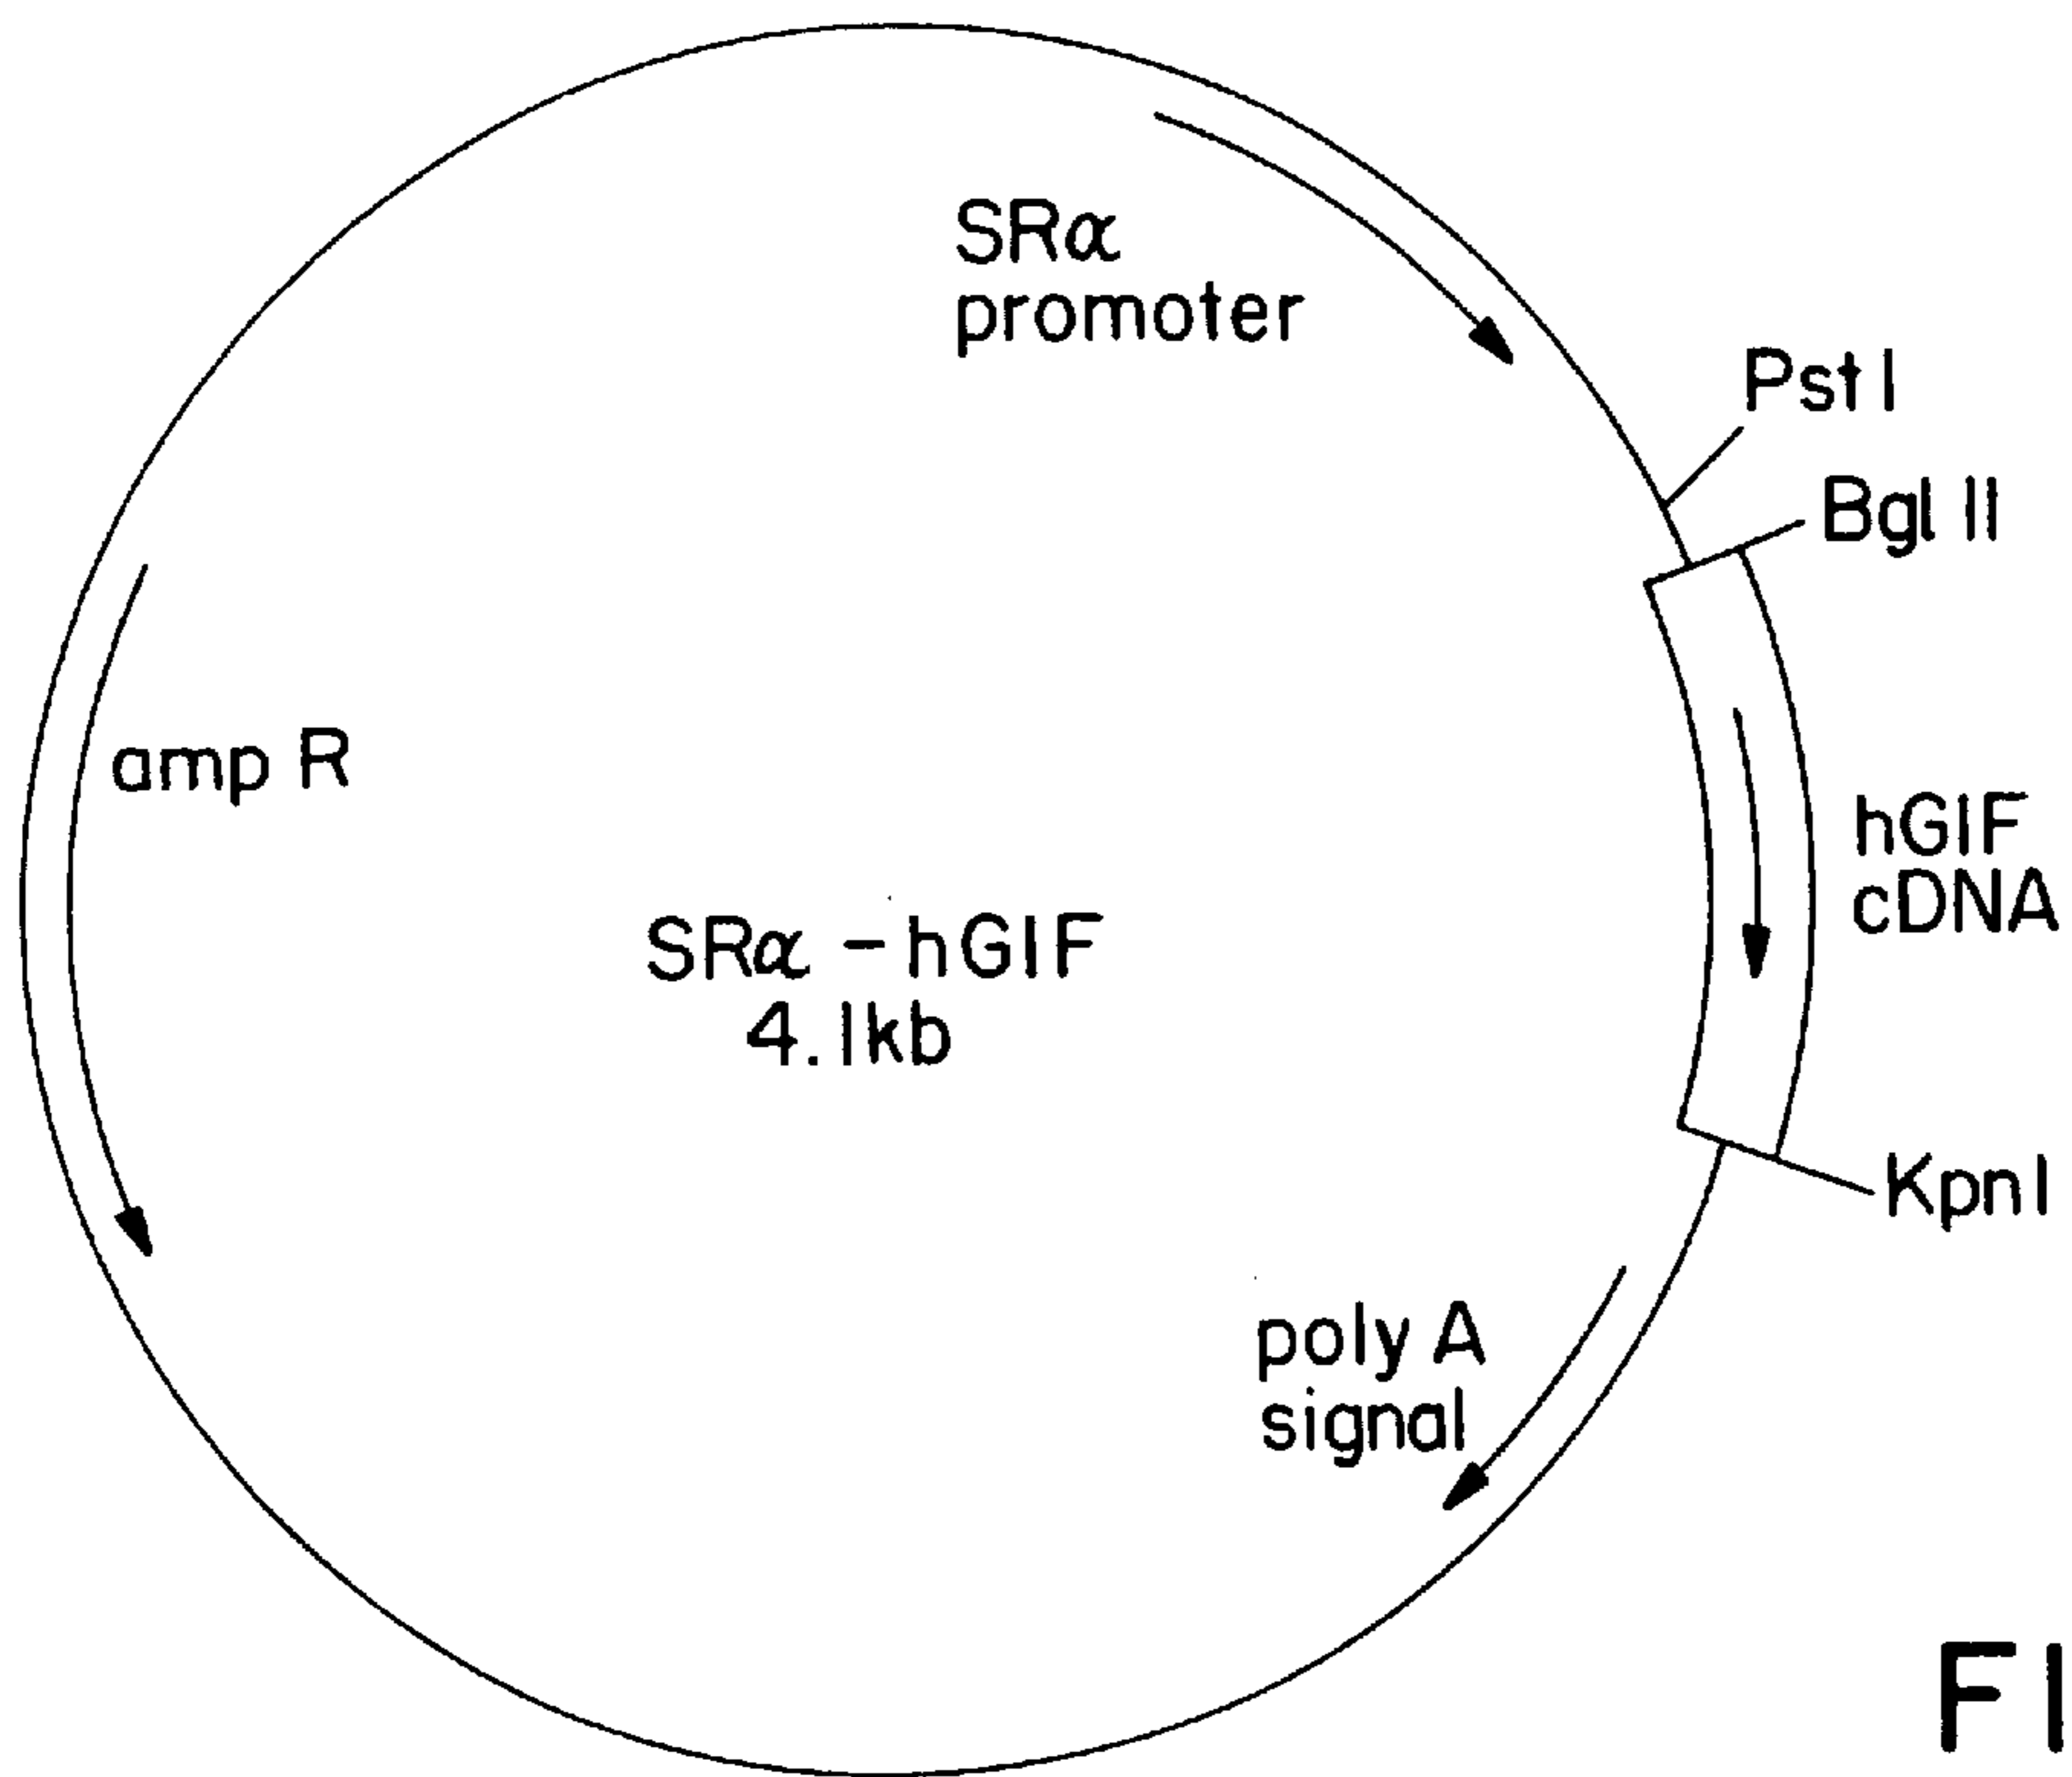 SRα
promoter
Pst I
Bgl II
amp R
hGIF
cDNA
SRα - hGIF
4.1kb
Kpn I
poly A
signal
FI